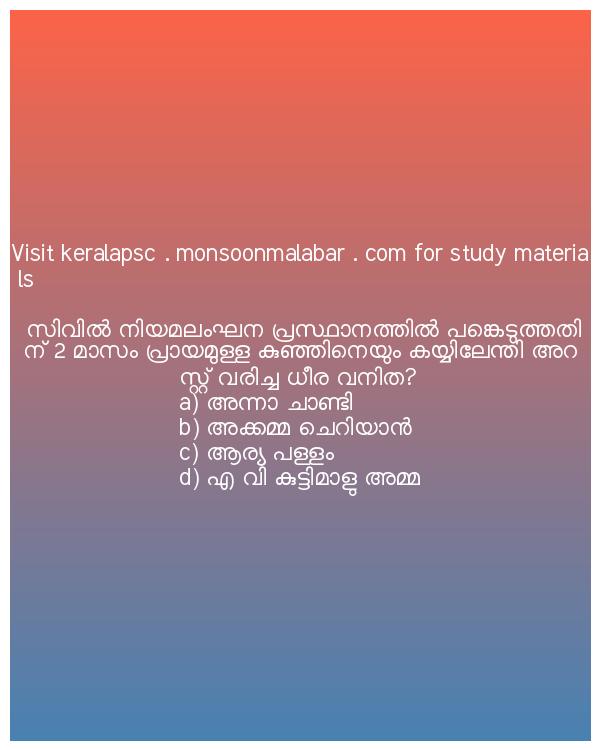 Visit keralapsc . monsoonmalabar . com for study materia
ls
സിവിൽ നിയമലംഘന പ്രസ്ഥാനത്തിൽ പങ്കെടുത്തതി
ന് 2 മാസം പ്രായമുള്ള കുഞ്ഞിനെയും കയ്യിലേന്തി അറ
സ്റ്റ് വരിച്ച ധീര വനിത?
a) അന്നാ ചാണ്ടി
b) അക്കമ്മ ചെറിയാൻ
c) ആര്യ പള്ളം
d) എ വി കുട്ടിമാളു അമ്മ